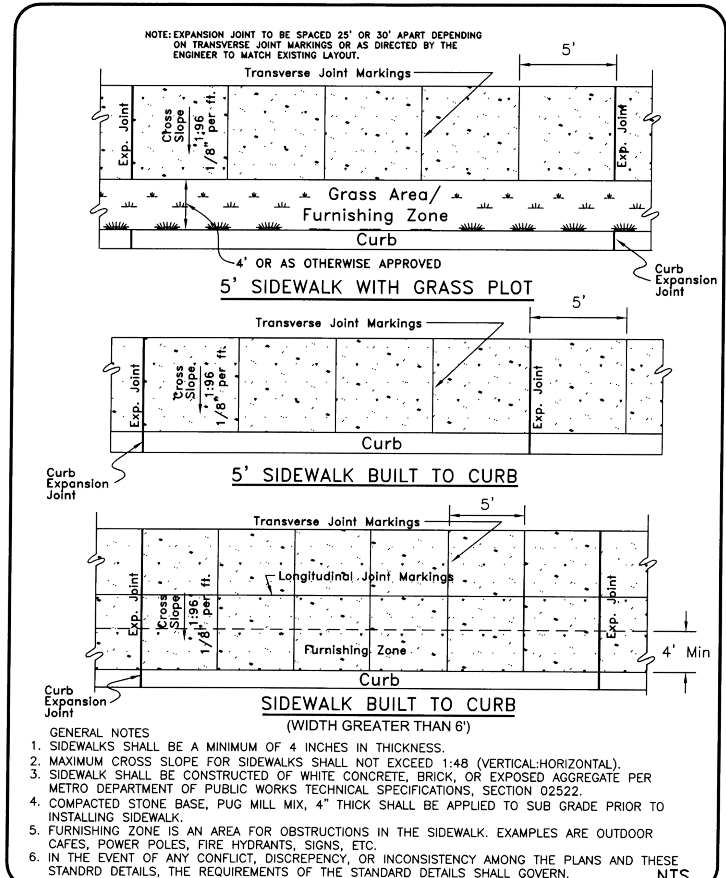 NOTE: EXPANSION JOINT TO BE SPACED 25' OR 30' APART DEPENDING
ON TRANSVERSE JOINT MARKINGS OR AS DIRECTED BY THE
ENGINEER TO MATCH EXISTING LAYOUT.
5'
Transverse Joint Markings
Exp. Joint
Cross
Slope
1:96
1/8" per ft.
Exp. Joint
Grass Area/
Furnishing Zone
Curb
4' OR AS OTHERWISE APPROVED
Curb
Expansion
Joint
5' SIDEWALK WITH GRASS PLOT
5'
Transverse Joint Markings
Exp. Joint
Cross
Slope
1:96
1/8" per ft.
Exp. Joint
Curb
Curb
Expansion
Joint
5' SIDEWALK BUILT TO CURB
5'
Transverse Joint Markings
Longitudinal Joint Markings
Exp. Joint
Cross
Slope
1:96
1/8" per ft.
Exp. Joint
Furnishing Zone
4' Min
Curb
Curb
Expansion
Joint
SIDEWALK BUILT TO CURB
(WIDTH GREATER THAN 6')
GENERAL NOTES
1. SIDEWALKS SHALL BE A MINIMUM OF 4 INCHES IN THICKNESS.
2. MAXIMUM CROSS SLOPE FOR SIDEWALKS SHALL NOT EXCEED 1:48 (VERTICAL:HORIZONTAL).
3. SIDEWALK SHALL BE CONSTRUCTED OF WHITE CONCRETE, BRICK, OR EXPOSED AGGREGATE PER
METRO DEPARTMENT OF PUBLIC WORKS TECHNICAL SPECIFICATIONS, SECTION 02522.
4. COMPACTED STONE BASE, PUG MILL MIX, 4" THICK SHALL BE APPLIED TO SUB GRADE PRIOR TO
INSTALLING SIDEWALK.
5. FURNISHING ZONE IS AN AREA FOR OBSTRUCTIONS IN THE SIDEWALK. EXAMPLES ARE OUTDOOR
CAFES, POWER POLES, FIRE HYDRANTS, SIGNS, ETC.
6. IN THE EVENT OF ANY CONFLICT, DISCREPENCY, OR INCONSISTENCY AMONG THE PLANS AND THESE
STANDRD DETAILS, THE REQUIREMENTS OF THE STANDARD DETAILS SHALL GOVERN.
NTS